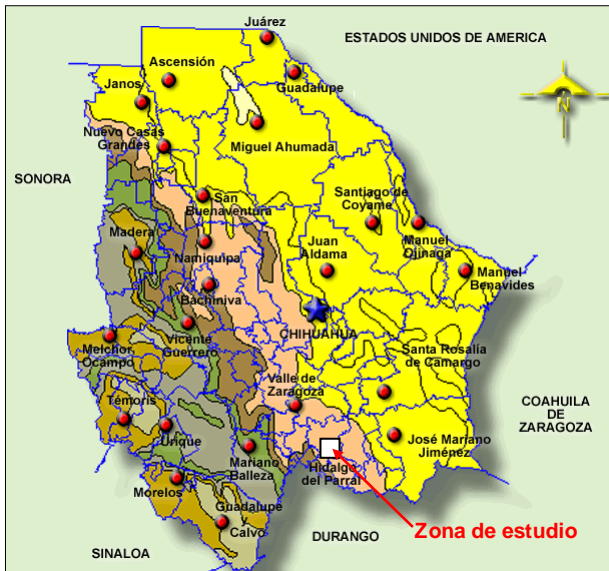 Juárez
ESTADOS UNIDOS DE AMERICA
Ascensión
Janos
Guadalupe
N
Nuevo Casas
Grandes
Miguel Ahumada
SONORA
San
Buenaventura
Santiago de
Coyame
Madera
Namiquipa
Juan
Aldama
Manuel
Ojinaga
Manuel
Benavides
Bachiniva
CHIHUAHUA
Vicente
Guerrero
Melchor
Ocampo
Santa Rosalía
de Camargo
Valle de
Zaragoza
COAHUILA
DE
ZARAGOZA
Témoris
Urique
José Mariano
Jiménez
Mariano
Balleza
Hidalgo
del Parral
Morelos
Guadalupe
y
Calvo
Zona de estudio
DURANGO
SINALOA